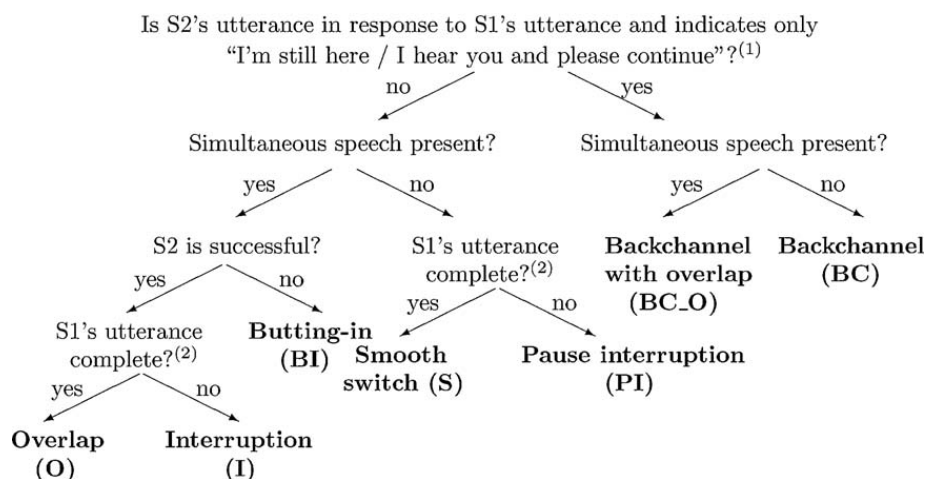 Is S2's utterance in response to S1's utterance and indicates only
"I'm still here / I hear you and please continue"?(1)
no yes
Simultaneous speech present? Simultaneous speech present?
yes no yes no
S2 is successful? S1's utterance Backchannel Backchannel
complete?(2) with overlap (BC)
yes no yes no (BC_O)
S1's utterance Butting-in
complete?(2) (BI) Smooth Pause interruption
switch (S) (PI)
yes no
Overlap Interruption
(O) (I)